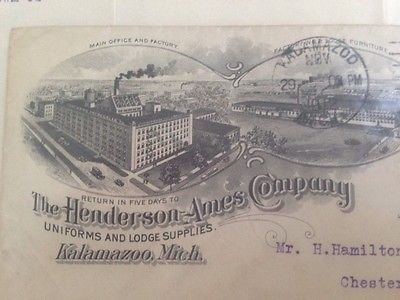 MAIN OFFICE AND FACTORY
FURNITURE
KALAMAZOO
NOV
29
PM
RETURN IN FIVE DAYS TO
The Henderson-Ames Company
UNIFORMS AND LODGE SUPPLIES.
Kalamazoo, Mich.
Mr. H.Hamilton
Chester